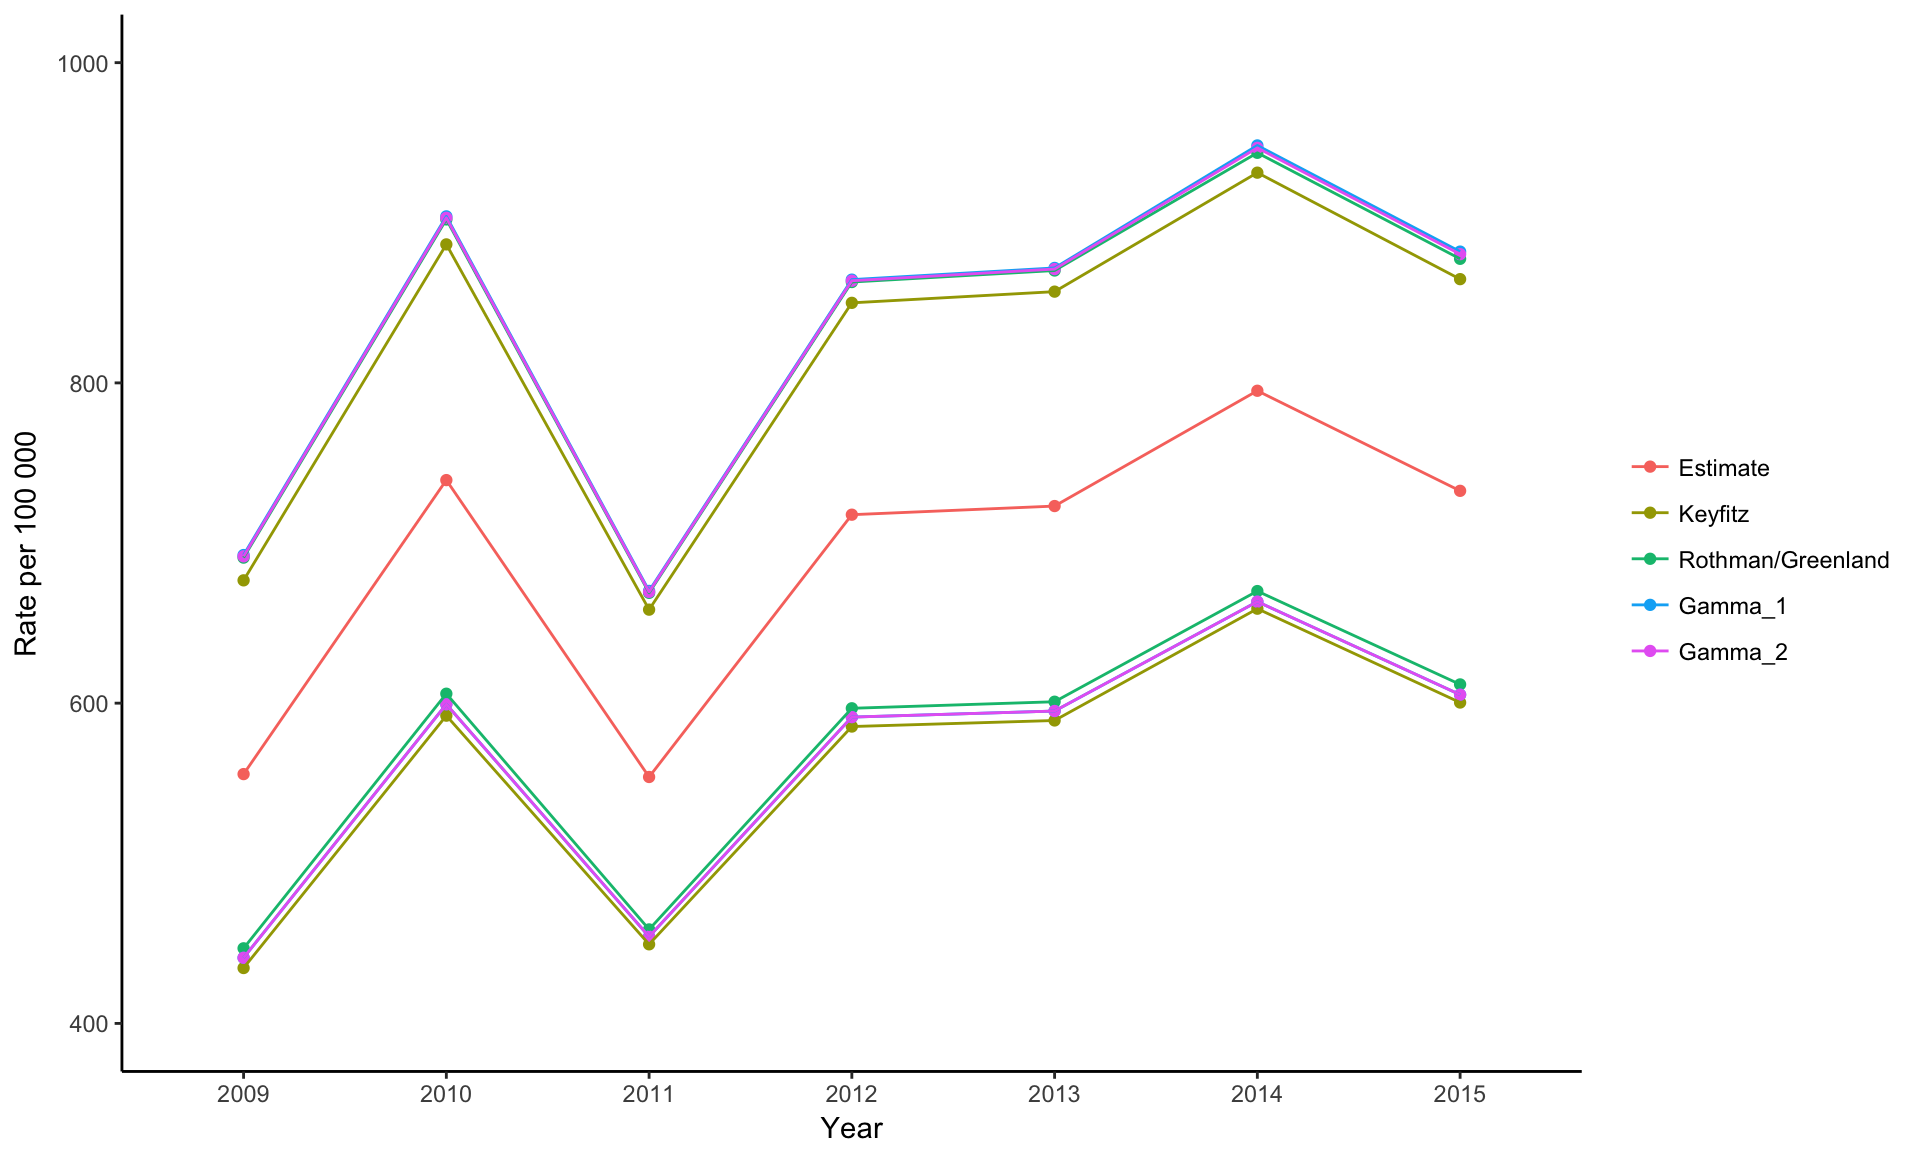 1000
800
600
400
Rate per 100 000
2009 2010 2011 2012 2013 2014 2015
Year
Estimate
Keyfitz
Rothman/Greenland
Gamma_1
Gamma_2